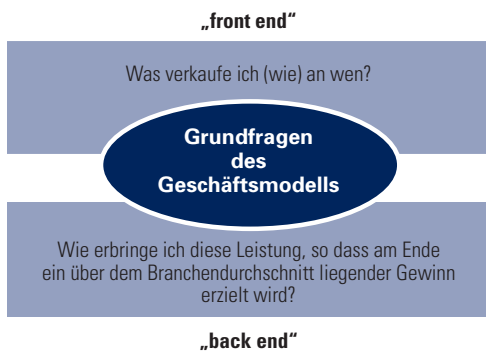 „front end“
Was verkaufe ich (wie) an wen?
Grundfragen
des
Geschäftsmodells
Wie erbringe ich diese Leistung, so dass am Ende
ein über dem Branchendurchschnitt liegender Gewinn
erzielt wird?
„back end“